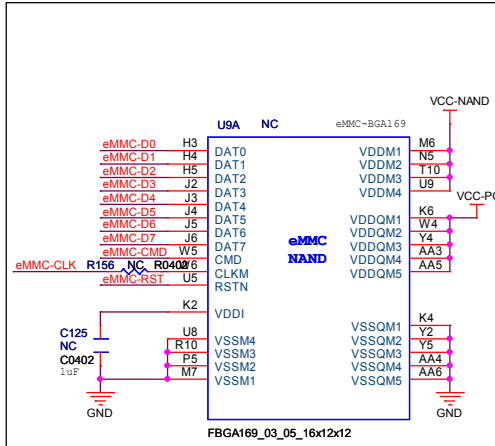 U9A NC eMMC-BGA169
VCC-NAND
eMMC-D0 H3 DAT0 VDDM1 M6
eMMC-D1 H4 DAT1 VDDM2 N5
eMMC-D2 H5 DAT2 VDDM3 T10
eMMC-D3 J2 DAT3 VDDM4 U9
eMMC-D4 J3 DAT4
eMMC-D5 J4 DAT5 VDDQM1 K6
eMMC-D6 J5 DAT6 VDDQM2 W4
eMMC-D7 J6 DAT7 VDDQM3 Y4
eMMC-CMD W5 CMD VDDQM4 AA3
eMMC-CLK R156 NC R0402 CLKM VDDQM5 AA5
eMMC-RST U5 RSTN
eMMC
NAND
K2 VDDI
VSSQM1 K4
U8 VSSM4 VSSQM2 Y2
R10 VSSM3 VSSQM3 Y5
P5 VSSM2 VSSQM4 AA4
M7 VSSM1 VSSQM5 AA6
C125
NC
C0402
1uF
GND
GND
FBGA169_03_05_16x12x12